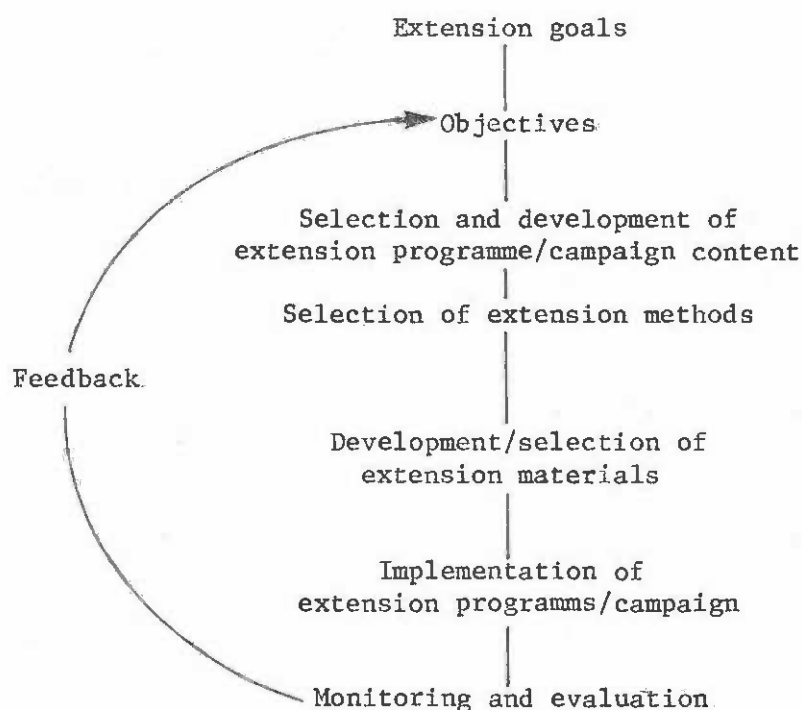 Extension goals
Objectives
Selection and development of
extension programme/campaign content
Selection of extension methods
Feedback
Development/selection of
extension materials
Implementation of
extension programms/campaign
Monitoring and evaluation